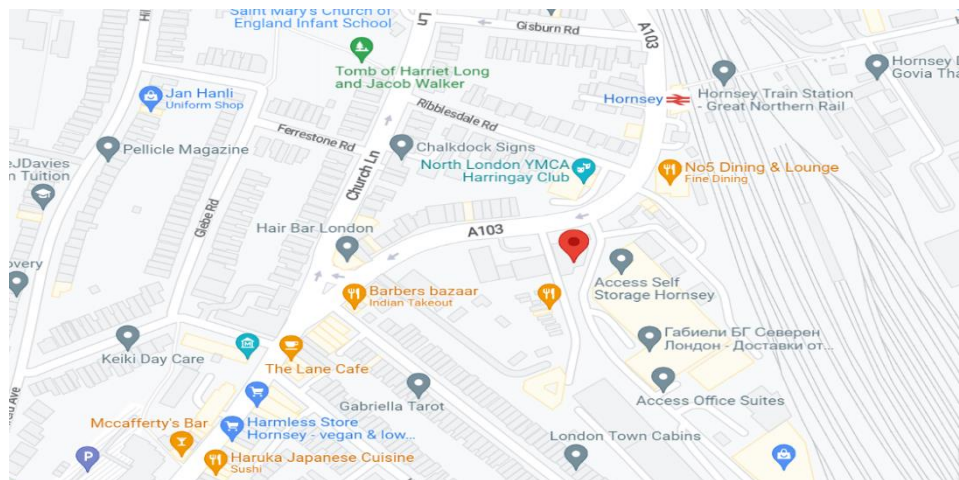 Saint Mary's Church of
England Infant School
Ln
Gisburn Rd
A103
Tomb of Harriet Long
and Jacob Walker
Hornsey
Hornsey Train Station
- Great Northern Rail
Hornsey
Govia Tha
Jan Hanli
Uniform Shop
Ribblesdale Rd
Ferrestone Rd
Chalkdock Signs
Pellicle Magazine
eJDavies
n Tuition
Church Ln
North London YMCA
Harringay Club
No5 Dining & Lounge
Fine Dining
Glebe Rd
Hair Bar London
A103
overy
Access Self
Storage Hornsey
Barbers bazaar
Indian Takeout
Габиели БГ Северен
Лондон - Доставки от...
Keiki Day Care
The Lane Cafe
Access Office Suites
Gabriella Tarot
Ave
Mccafferty's Bar
Harmless Store
Hornsey - vegan & low...
London Town Cabins
Haruka Japanese Cuisine
Sushi
P